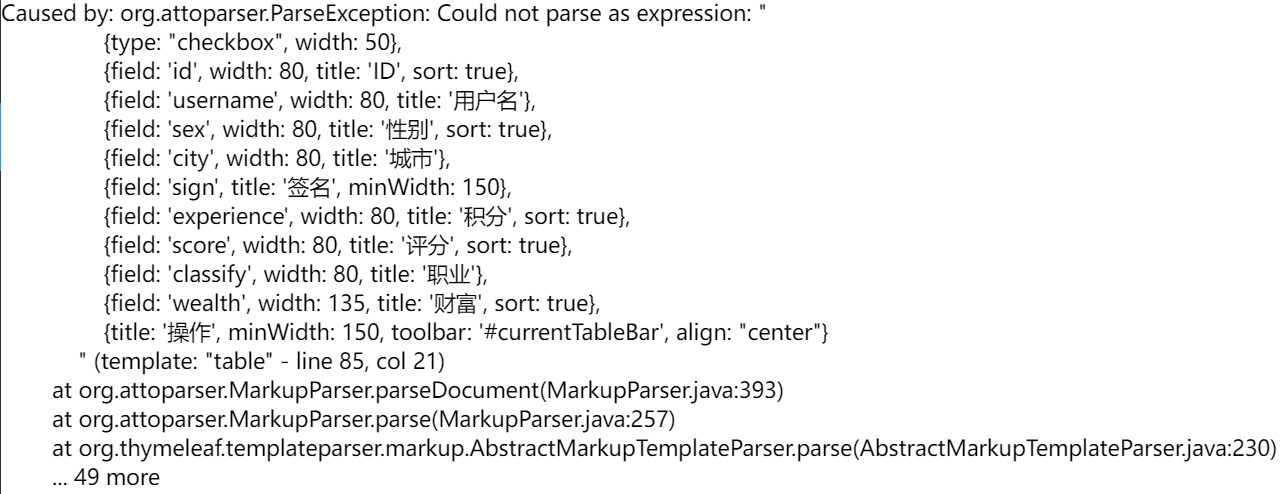 Caused by: org.attoparser.ParseException: Could not parse as expression: "
{type: "checkbox", width: 50},
{field: 'id', width: 80, title: 'ID', sort: true},
{field: 'username', width: 80, title: '用户名'},
{field: 'sex', width: 80, title: '性别', sort: true},
{field: 'city', width: 80, title: '城市'},
{field: 'sign', title: '签名', minWidth: 150},
{field: 'experience', width: 80, title: '积分', sort: true},
{field: 'score', width: 80, title: '评分', sort: true},
{field: 'classify', width: 80, title: '职业'},
{field: 'wealth', width: 135, title: '财富', sort: true},
{title: '操作', minWidth: 150, toolbar: '#currentTableBar', align: "center"}
" (template: "table" - line 85, col 21)
at org.attoparser.MarkupParser.parseDocument(MarkupParser.java:393)
at org.attoparser.MarkupParser.parse(MarkupParser.java:257)
at org.thymeleaf.templateparser.markup.AbstractMarkupTemplateParser.parse(AbstractMarkupTemplateParser.java:230)
... 49 more